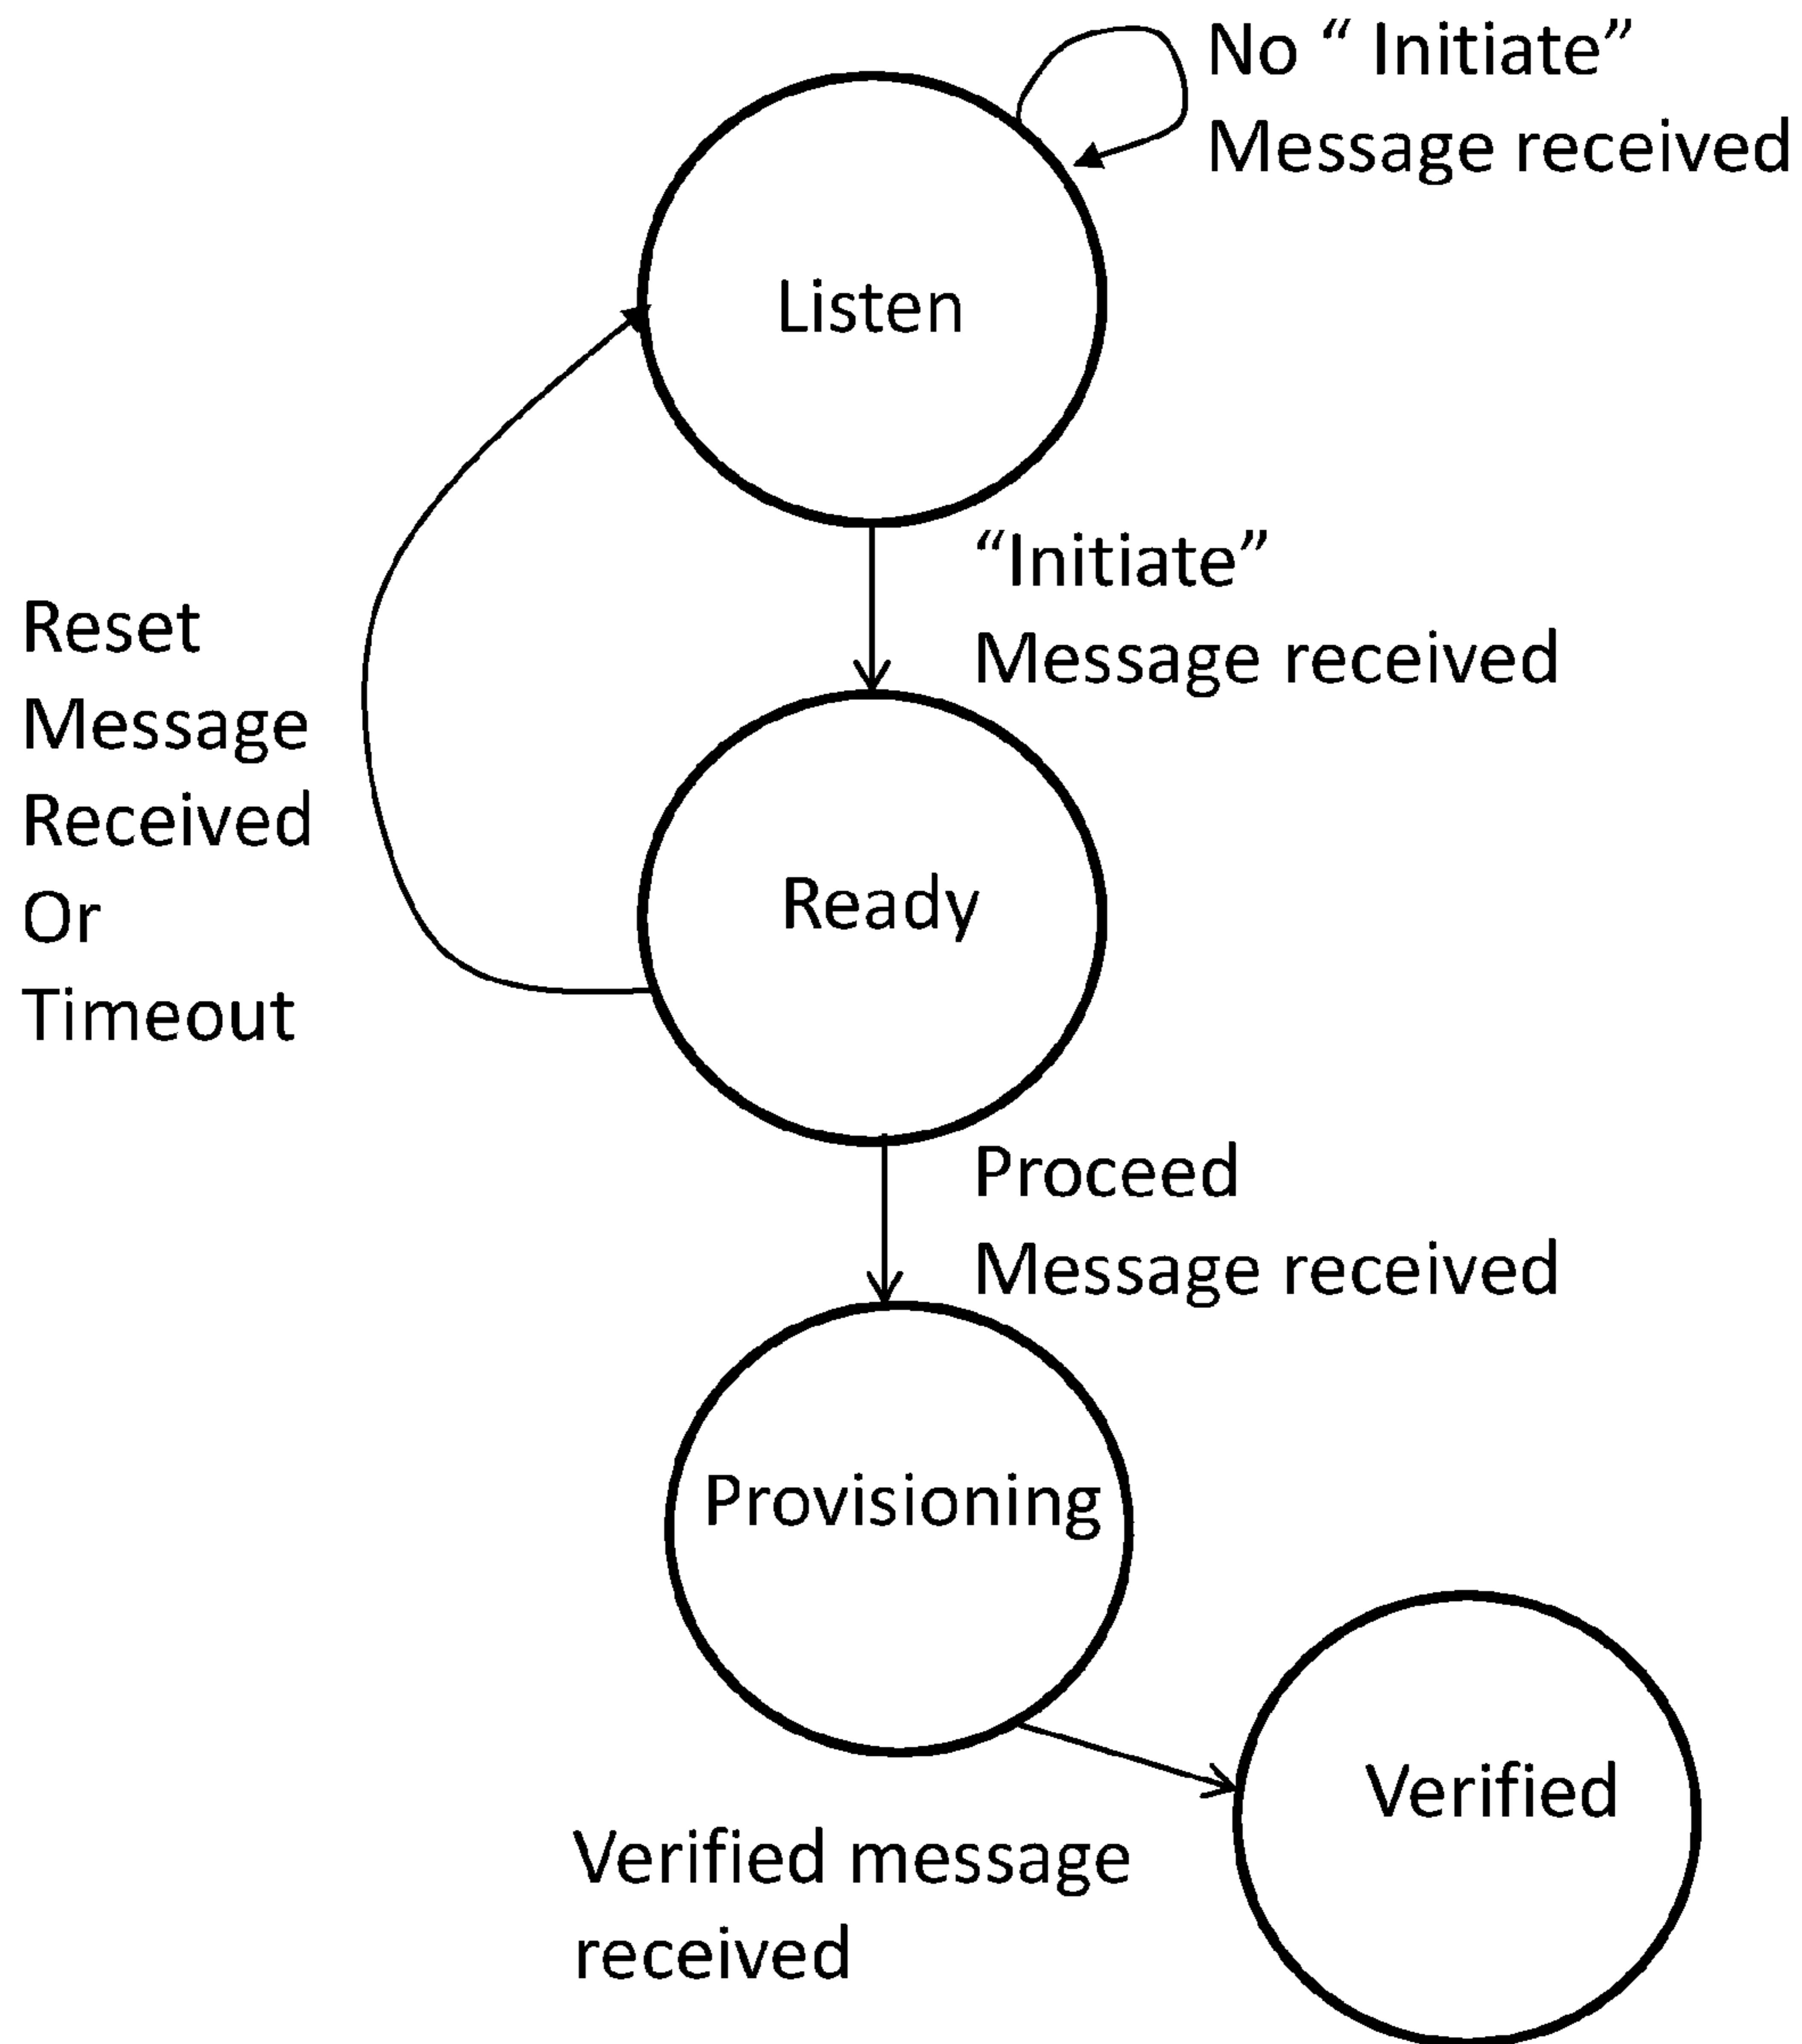 No “ Initiate”
Message received
Listen
“Initiate”
Message received
Reset
Message
Received
Or
Timeout
Ready
Proceed
Message received
Provisioning
Verified
Verified message
received